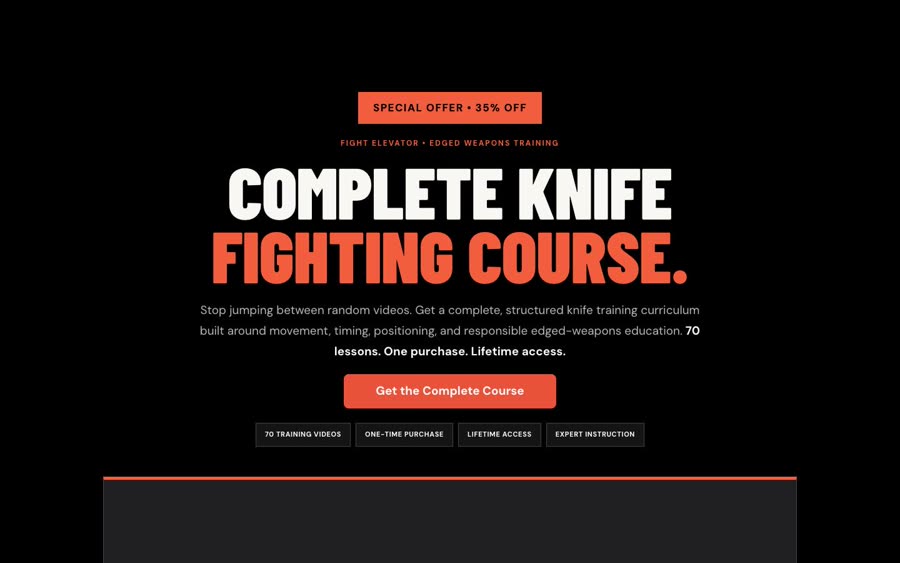 SPECIAL OFFER • 35% OFF
FIGHT ELEVATOR • EDGED WEAPONS TRAINING
COMPLETE KNIFE
FIGHTING COURSE.
Stop jumping between random videos. Get a complete, structured knife training curriculum
built around movement, timing, positioning, and responsible edged-weapons education. 70
lessons. One purchase. Lifetime access.
Get the Complete Course
70 TRAINING VIDEOS ONE-TIME PURCHASE LIFETIME ACCESS EXPERT INSTRUCTION